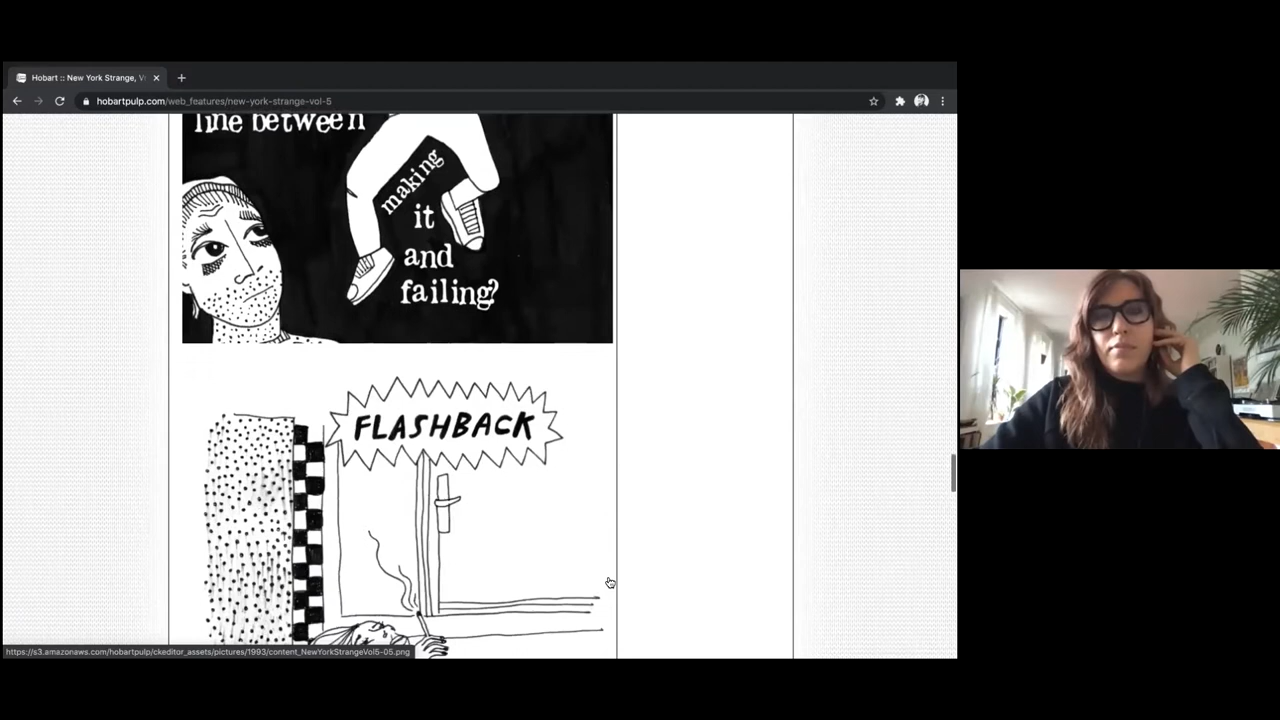 Hobart :: New York Strange, V
hobartpulp.com/web_features/new-york-strange-vol-5
line between
making
it
and
failing?
FLASHBACK
https://s3.amazonaws.com/hobartpulp/ckeditor_assets/pictures/1993/content_NewYorkStrangeVol5-05.png